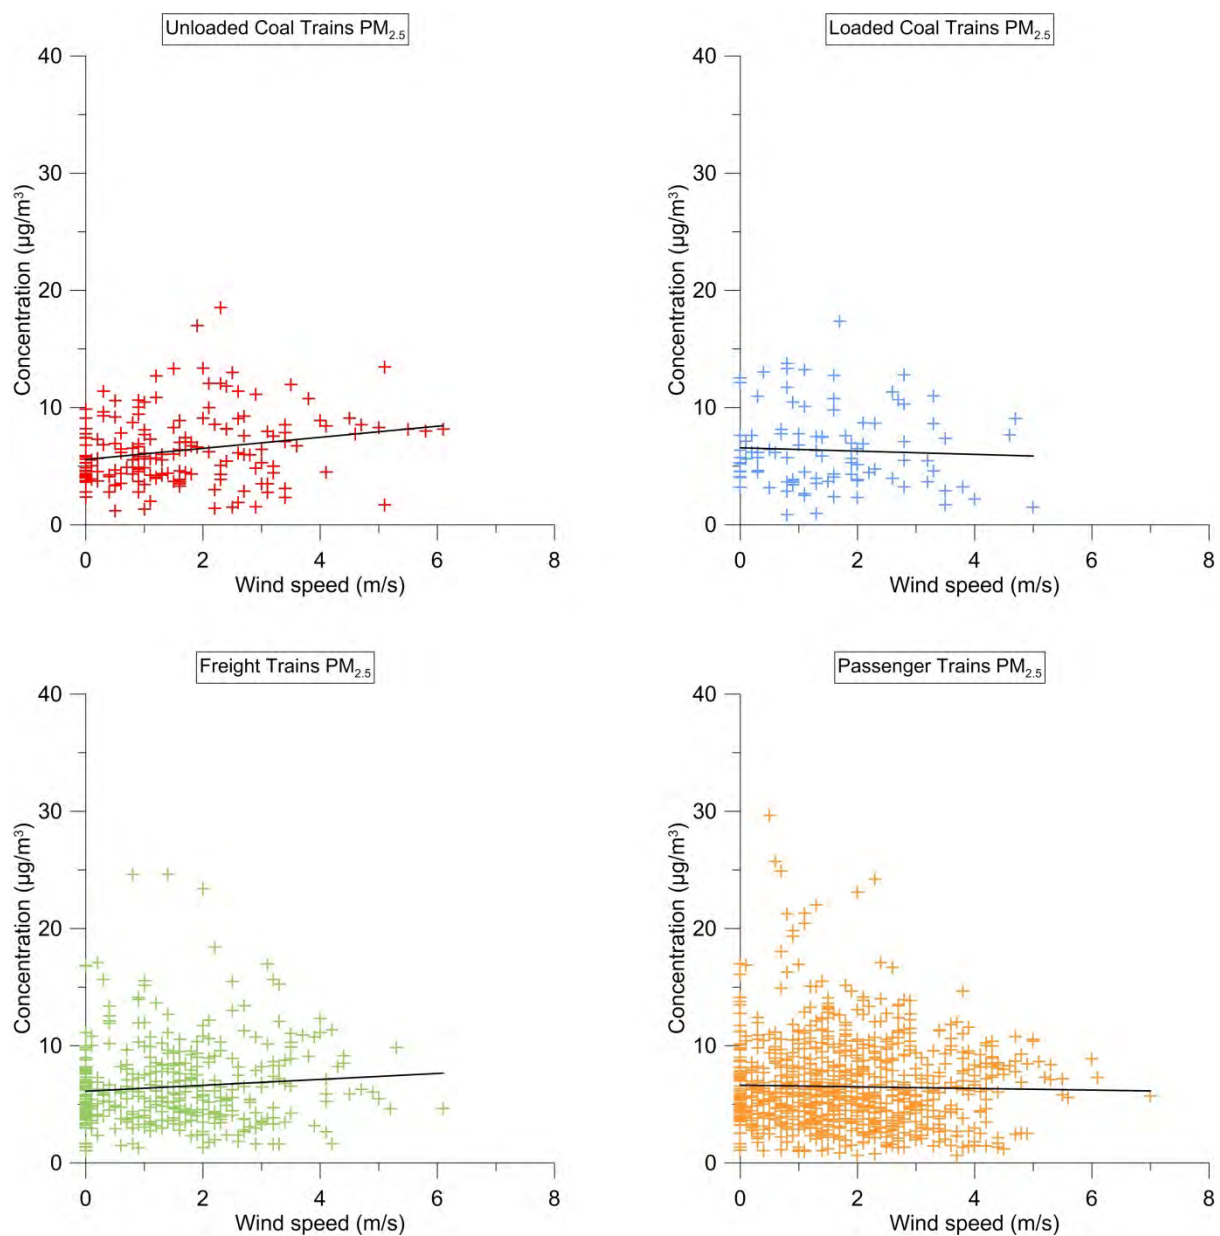 Unloaded Coal Trains PM2.5
40
30
20
10
0
Concentration (µg/m³)
0 2 4 6 8
Wind speed (m/s)
Loaded Coal Trains PM2.5
40
30
20
10
0
Concentration (µg/m³)
0 2 4 6 8
Wind speed (m/s)
Freight Trains PM2.5
40
30
20
10
0
Concentration (µg/m³)
0 2 4 6 8
Wind speed (m/s)
Passenger Trains PM2.5
40
30
20
10
0
Concentration (µg/m³)
0 2 4 6 8
Wind speed (m/s)